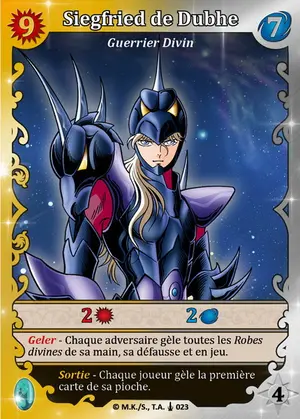 9 Siegfried de Dubhe 7
Guerrier Divin
2 2
Geler - Chaque adversaire gèle toutes les Robes
divines de sa main, sa défausse et en jeu.
Sortie - Chaque joueur gèle la première
carte de sa pioche.
4
© M.K./S., T.A. 023